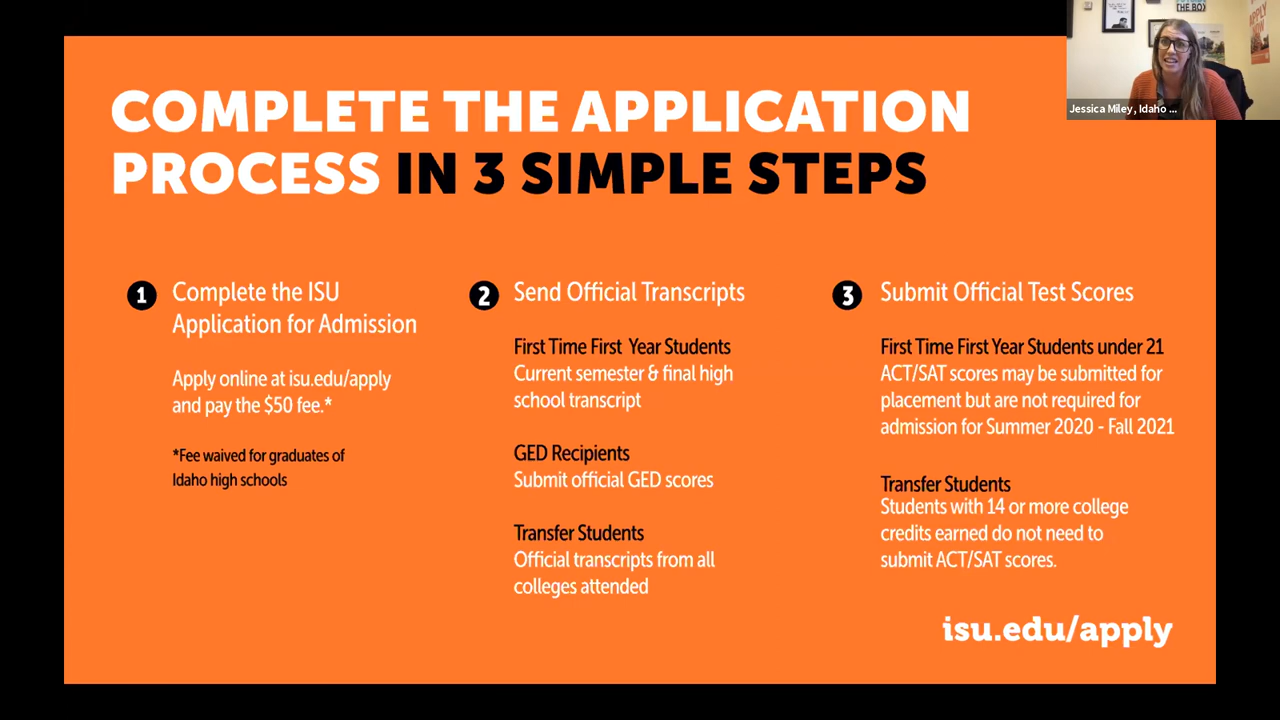 COMPLETE THE APPLICATION
PROCESS IN 3 SIMPLE STEPS
1
Complete the ISU
Application for Admission
Apply online at isu.edu/apply
and pay the $50 fee.*
*Fee waived for graduates of
Idaho high schools
2
Send Official Transcripts
First Time First Year Students
Current semester & final high
school transcript
GED Recipients
Submit official GED scores
Transfer Students
Official transcripts from all
colleges attended
3
Submit Official Test Scores
First Time First Year Students under 21
ACT/SAT scores may be submitted for
placement but are not required for
admission for Summer 2020 - Fall 2021
Transfer Students
Students with 14 or more college
credits earned do not need to
submit ACT/SAT scores.
isu.edu/apply
THE BOX
APPLY
NOW
Jessica Miley, Idaho ...